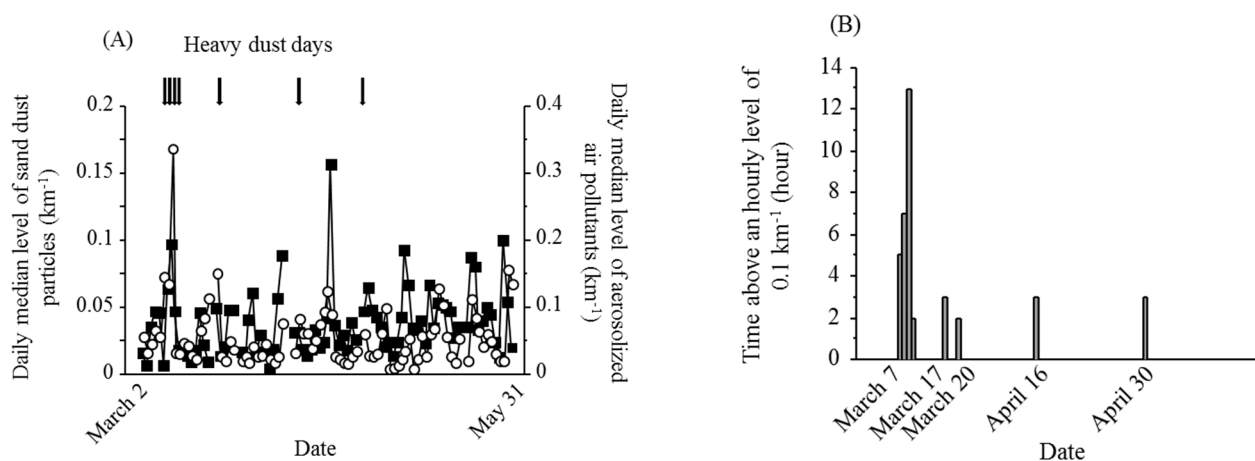 (A)
Heavy dust days
Daily median level of sand dust
particles (km-1)
0.2
0.15
0.1
0.05
0
0.4
0.3
0.2
0.1
0
Daily median level of aerosolized
air pollutants (km-1)
March 2
May 31
Date
(B)
Time above an hourly level of
0.1 km-1 (hour)
14
12
10
8
6
4
2
0
March 7
March 17
March 20
April 16
April 30
Date